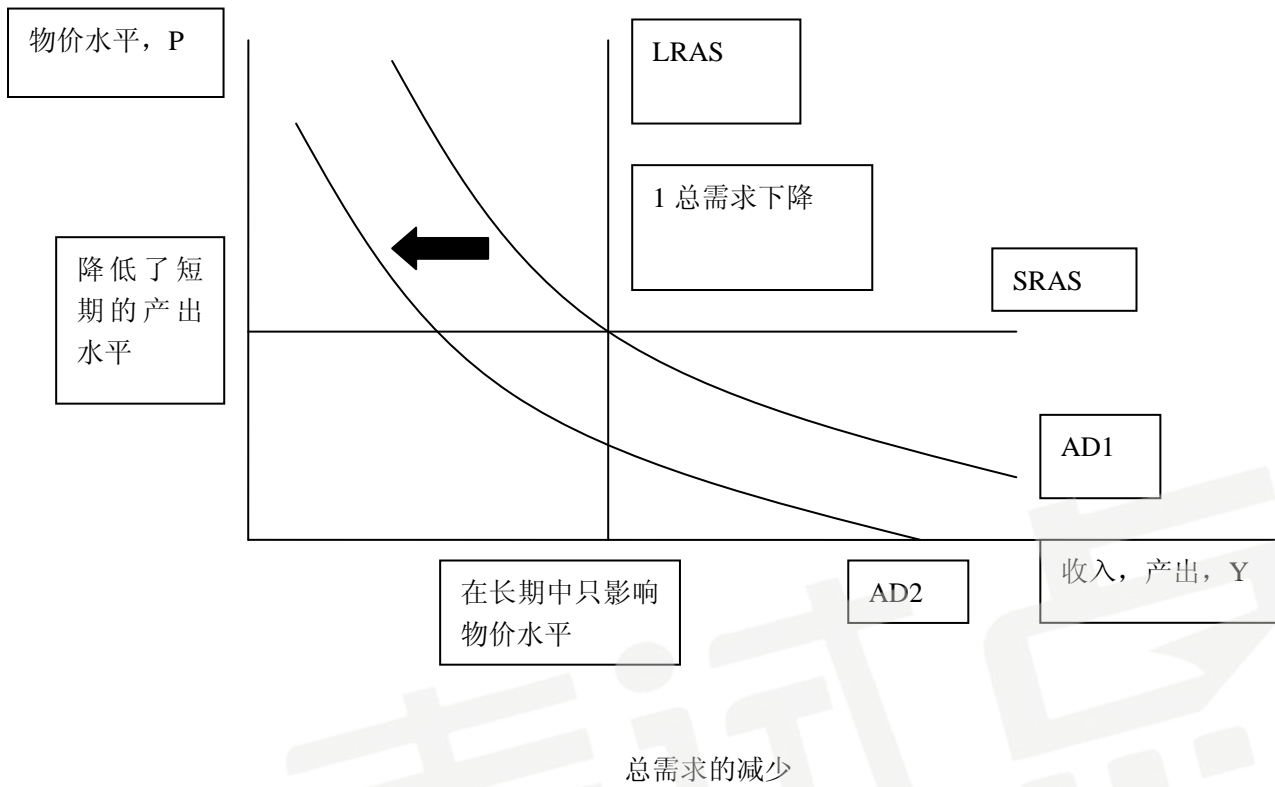 物价水平，P
LRAS
1 总需求下降
降低了短
期的产出
水平
SRAS
AD1
收入，产出，Y
在长期中只影响
物价水平
AD2
总需求的减少